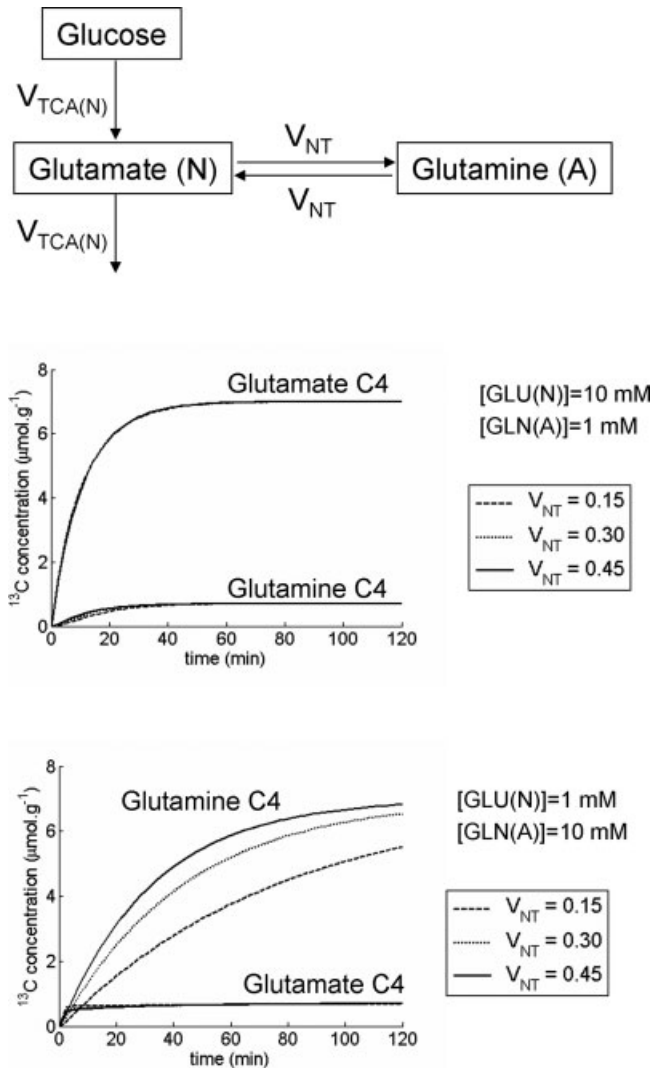 Glucose
V_TCA(N)
Glutamate (N)
V_NT
V_NT
Glutamine (A)
V_TCA(N)
8
6
4
2
0
¹³C concentration (μmol.g⁻¹)
Glutamate C4
Glutamine C4
0 20 40 60 80 100 120
time (min)
[GLU(N)]=10 mM
[GLN(A)]=1 mM
V_NT = 0.15
V_NT = 0.30
V_NT = 0.45
8
6
4
2
0
¹³C concentration (μmol.g⁻¹)
Glutamine C4
Glutamate C4
0 20 40 60 80 100 120
time (min)
[GLU(N)]=1 mM
[GLN(A)]=10 mM
V_NT = 0.15
V_NT = 0.30
V_NT = 0.45